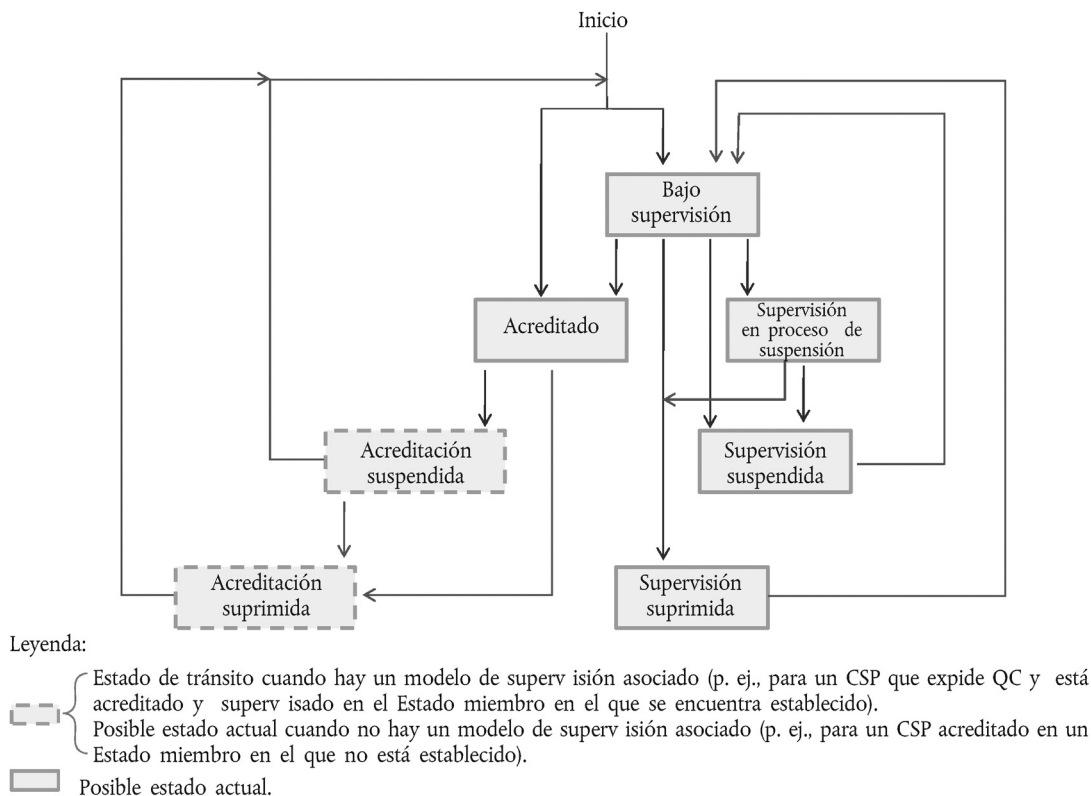 Inicio
Bajo
supervisión
Acreditado
Supervisión
en proceso de
suspensión
Acreditación
suspendida
Supervisión
suspendida
Acreditación
suprimida
Supervisión
suprimida
Leyenda:
Estado de tránsito cuando hay un modelo de superv isión asociado (p. ej., para un CSP que expide QC y está
acreditado y superv isado en el Estado miembro en el que se encuentra establecido).
Posible estado actual cuando no hay un modelo de superv isión asociado (p. ej., para un CSP acreditado en un
Estado miembro en el que no está establecido).
Posible estado actual.